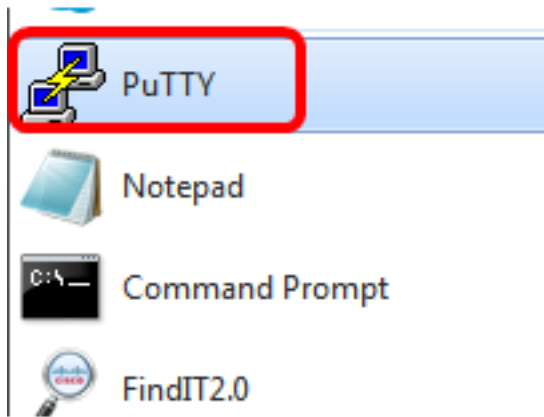 PuTTY
Notepad
C:\_
Command Prompt
FindIT2.0